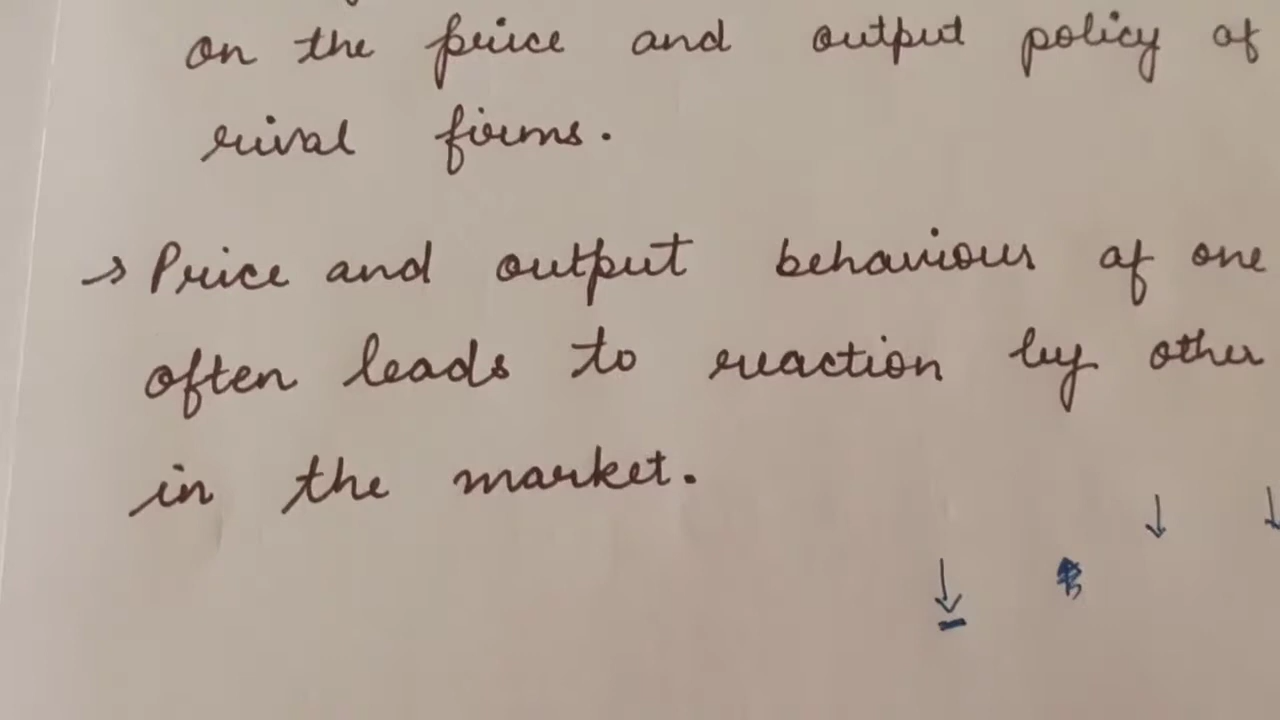 on the price and output policy of
rival firms.
→ Price and output behaviour of one
often leads to reaction by other
in the market.